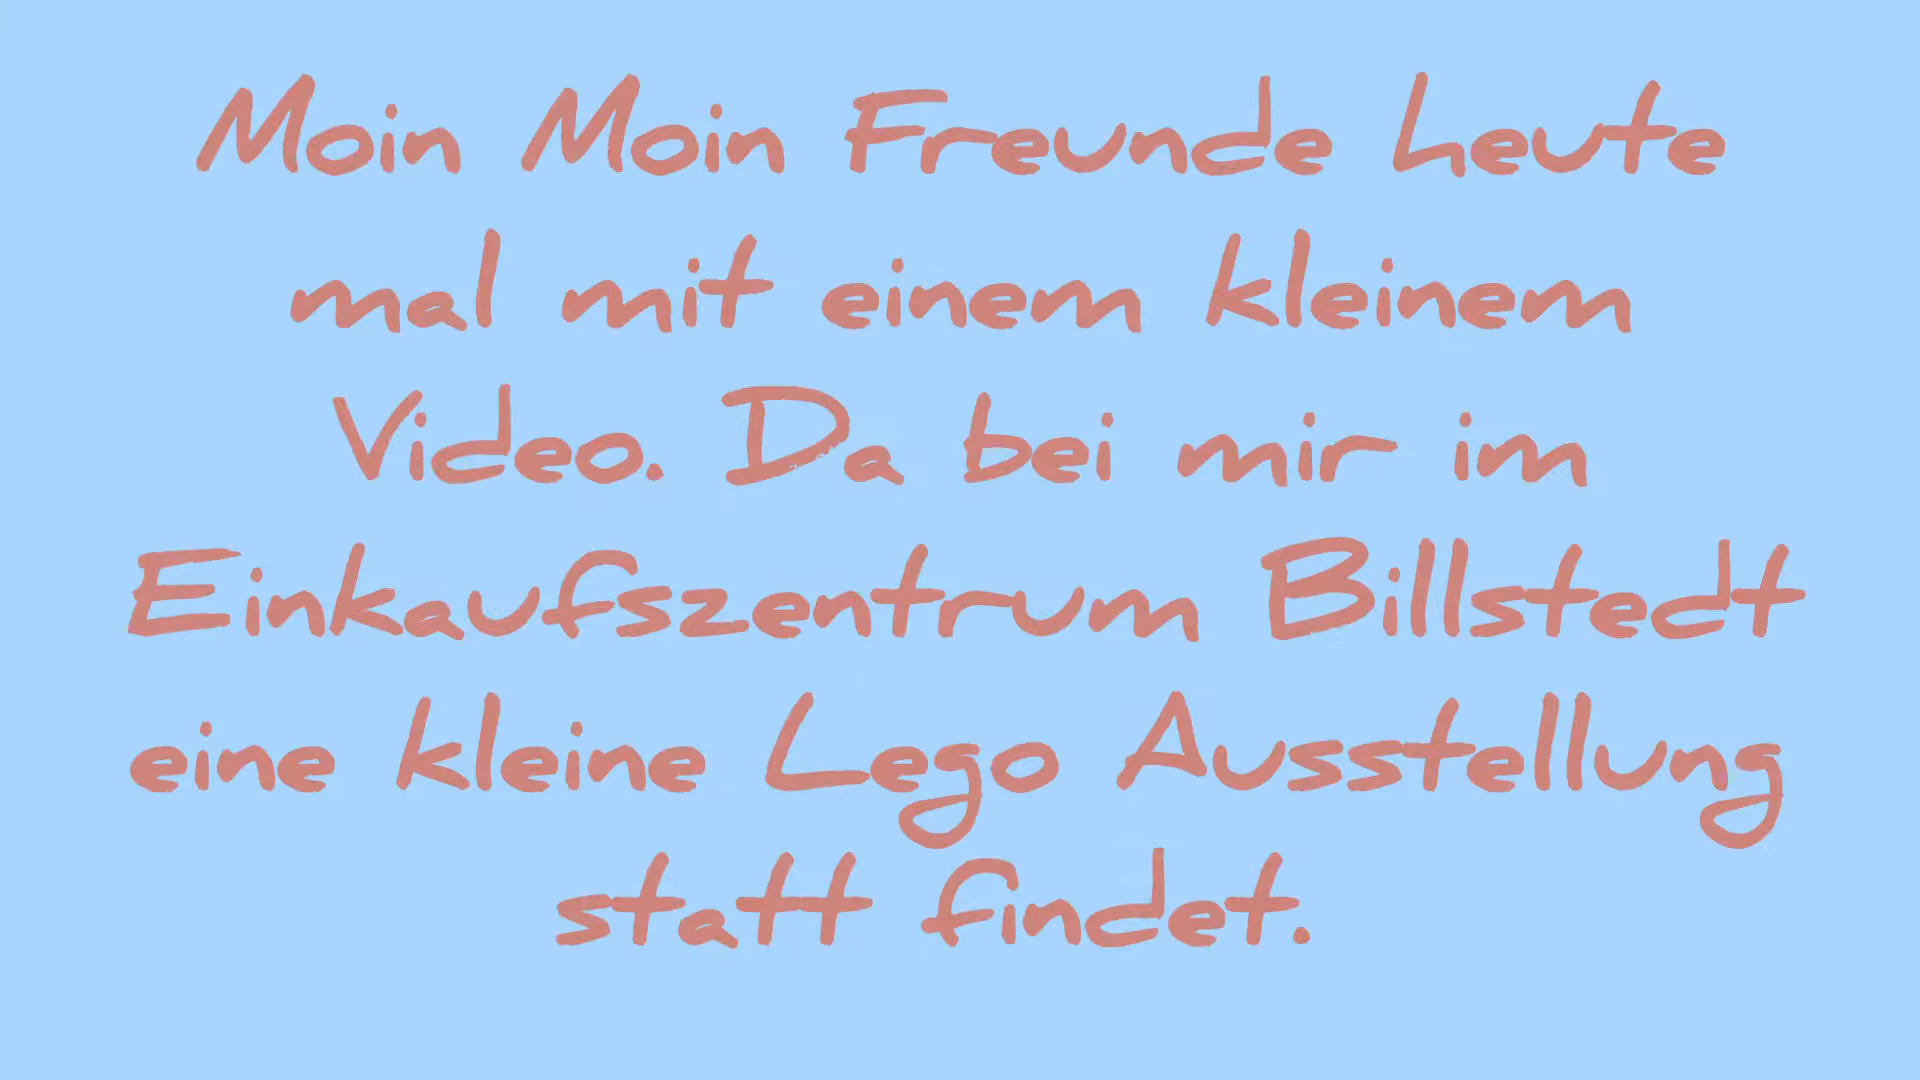 Moin Moin Freunde heute
mal mit einem kleinem
Video. Da bei mir im
Einkaufszentrum Billstedt
eine kleine Lego Ausstellung
statt findet.